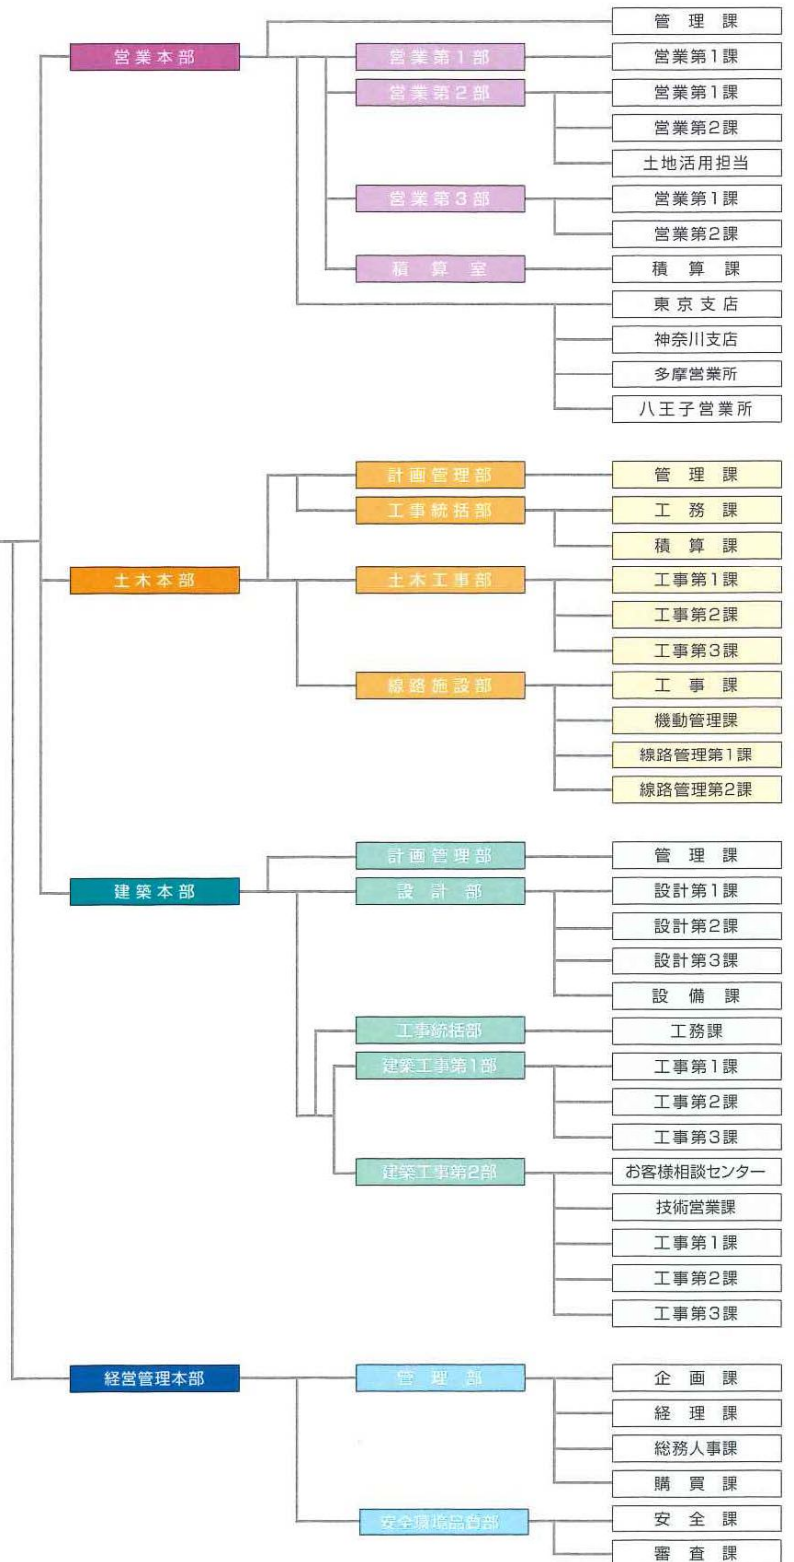 管理課
営業本部 営業第1部 営業第1課
営業第2部 営業第1課
営業第2課
土地活用担当
営業第3部 営業第1課
営業第2課
積算室 積算課
東京支店
神奈川支店
多摩営業所
八王子営業所
計画管理部 管理課
工事統括部 工務課
積算課
土木本部 土木工事部 工事第1課
工事第2課
工事第3課
線路施設部 工事課
機動管理課
線路管理第1課
線路管理第2課
計画管理部 管理課
建築本部 設計部 設計第1課
設計第2課
設計第3課
設備課
工事統括部 工務課
建築工事第1部 工事第1課
工事第2課
工事第3課
建築工事第2部 お客様相談センター
技術営業課
工事第1課
工事第2課
工事第3課
経営管理本部 管理部 企画課
経理課
総務人事課
購買課
安全環境品質部 安全課
審査課